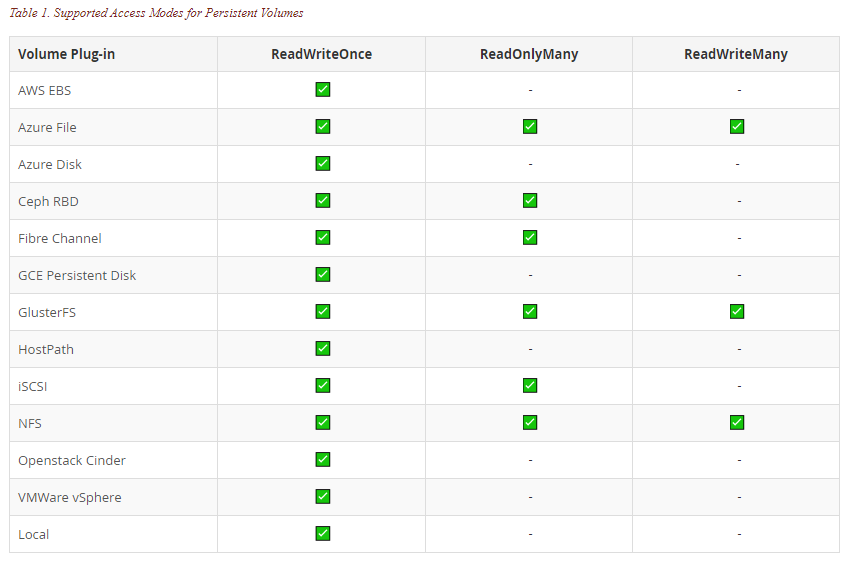 Table 1. Supported Access Modes for Persistent Volumes
Volume Plug-in ReadWriteOnce ReadOnlyMany ReadWriteMany
AWS EBS ✅ - -
Azure File ✅ ✅ ✅
Azure Disk ✅ - -
Ceph RBD ✅ ✅ -
Fibre Channel ✅ ✅ -
GCE Persistent Disk ✅ - -
GlusterFS ✅ ✅ ✅
HostPath ✅ - -
iSCSI ✅ ✅ -
NFS ✅ ✅ ✅
Openstack Cinder ✅ - -
VMWare vSphere ✅ - -
Local ✅ - -